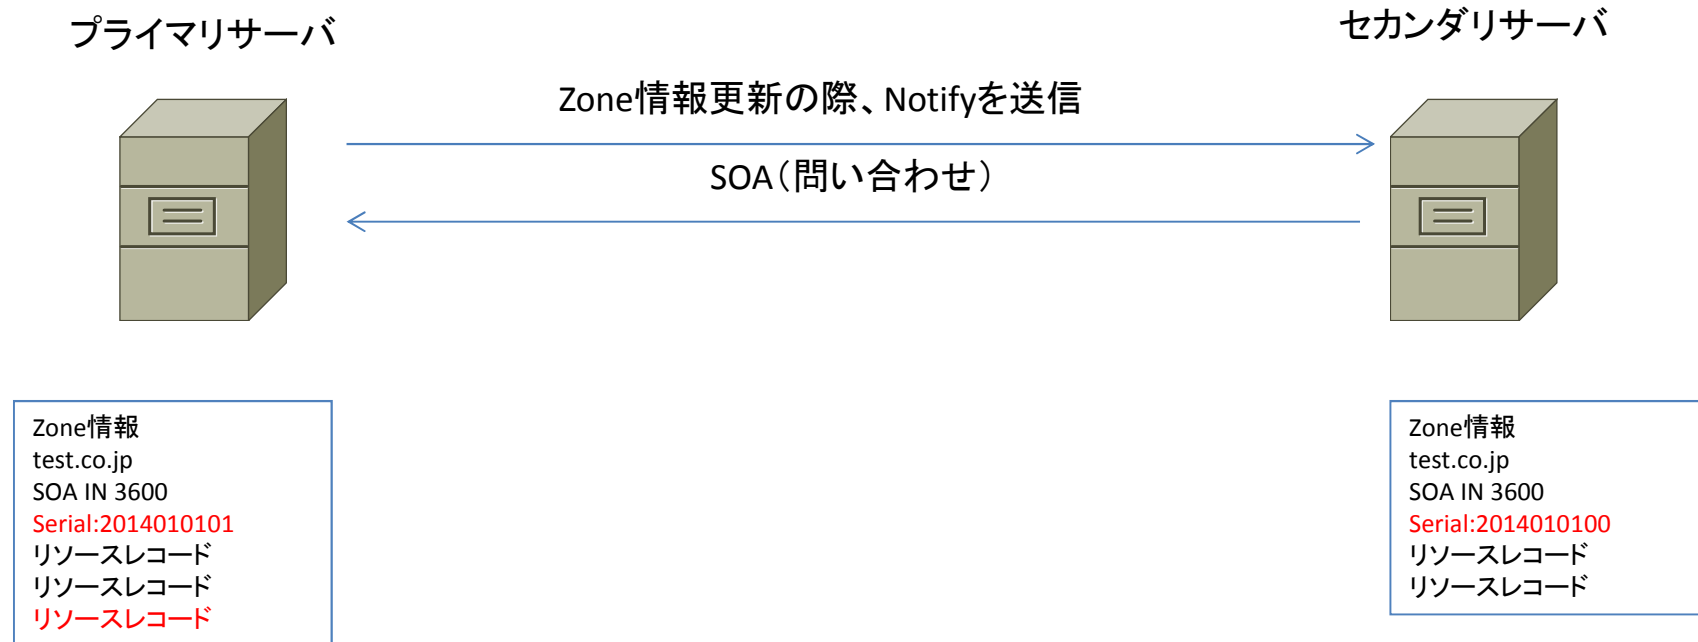 プライマリサーバ
セカンダリサーバ
Zone情報更新の際、Notifyを送信
SOA（問い合わせ）
Zone情報
test.co.jp
SOA IN 3600
Serial:2014010101
リソースレコード
リソースレコード
リソースレコード
Zone情報
test.co.jp
SOA IN 3600
Serial:2014010100
リソースレコード
リソースレコード